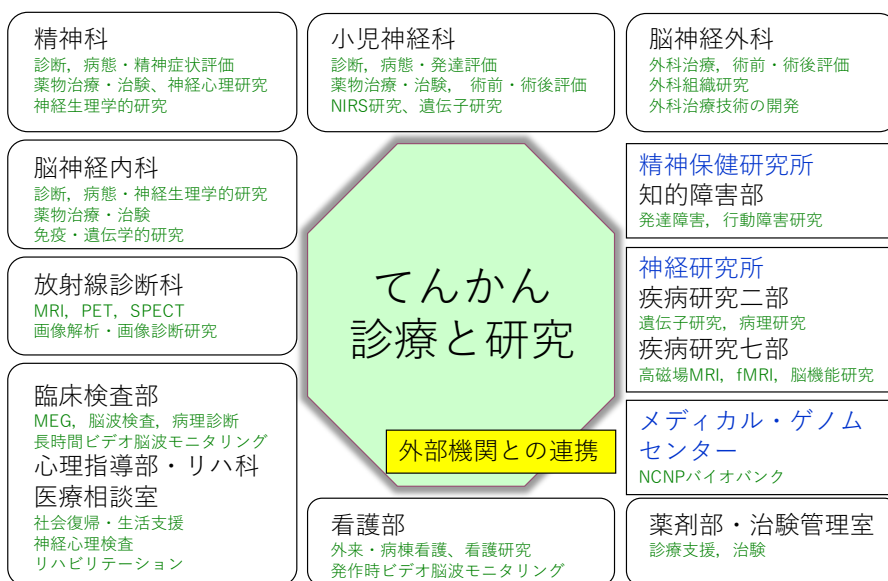 精神科
診断，病態・精神症状評価
薬物治療・治験、神経心理研究
神経生理学的研究
小児神経科
診断，病態・発達評価
薬物治療・治験， 術前・術後評価
NIRS研究、遺伝子研究
脳神経外科
外科治療，術前・術後評価
外科組織研究
外科治療技術の開発
脳神経内科
診断，病態・神経生理学的研究
薬物治療・治験
免疫・遺伝学的研究
放射線診断科
MRI，PET，SPECT
画像解析・画像診断研究
臨床検査部
MEG，脳波検査，病理診断
長時間ビデオ脳波モニタリング
心理指導部・リハ科
医療相談室
社会復帰・生活支援
神経心理検査
リハビリテーション
てんかん
診療と研究
外部機関との連携
看護部
外来・病棟看護、看護研究
発作時ビデオ脳波モニタリング
精神保健研究所
知的障害部
発達障害，行動障害研究
神経研究所
疾病研究二部
遺伝子研究，病理研究
疾病研究七部
高磁場MRI，fMRI，脳機能研究
メディカル・ゲノム
センター
NCNPバイオバンク
薬剤部・治験管理室
診療支援，治験